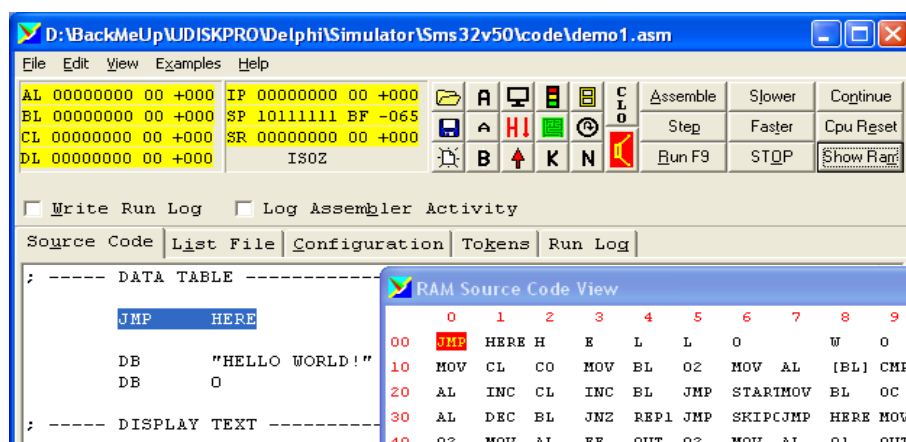 D:\BackMeUp\UDISKPRO\Delphi\Simulator\Sms32v50\code\demo1.asm
File Edit View Examples Help
AL 00000000 00 +000 IP 00000000 00 +000
BL 00000000 00 +000 SP 10111111 BF -065
CL 00000000 00 +000 SR 00000000 00 +000
DL 00000000 00 +000 ISOZ
A C L O Assemble Slower Continue
A Step Faster Cpu Reset
B K N Run F9 STOP Show Ram
Write Run Log Log Assembler Activity
Source Code List File Configuration Tokens Run Log
; ----- DATA TABLE ------------
JMP HERE
DB "HELLO WORLD!"
DB 0
; ----- DISPLAY TEXT ----------
RAM Source Code View
0 1 2 3 4 5 6 7 8 9
00 JMP HERE H E L L O W O
10 MOV CL C0 MOV BL 02 MOV AL [BL] CMP
20 AL INC CL INC BL JMP STAR MOV BL 0C
30 AL DEC BL JNZ REP1 JMP SKIP JMP HERE MOV